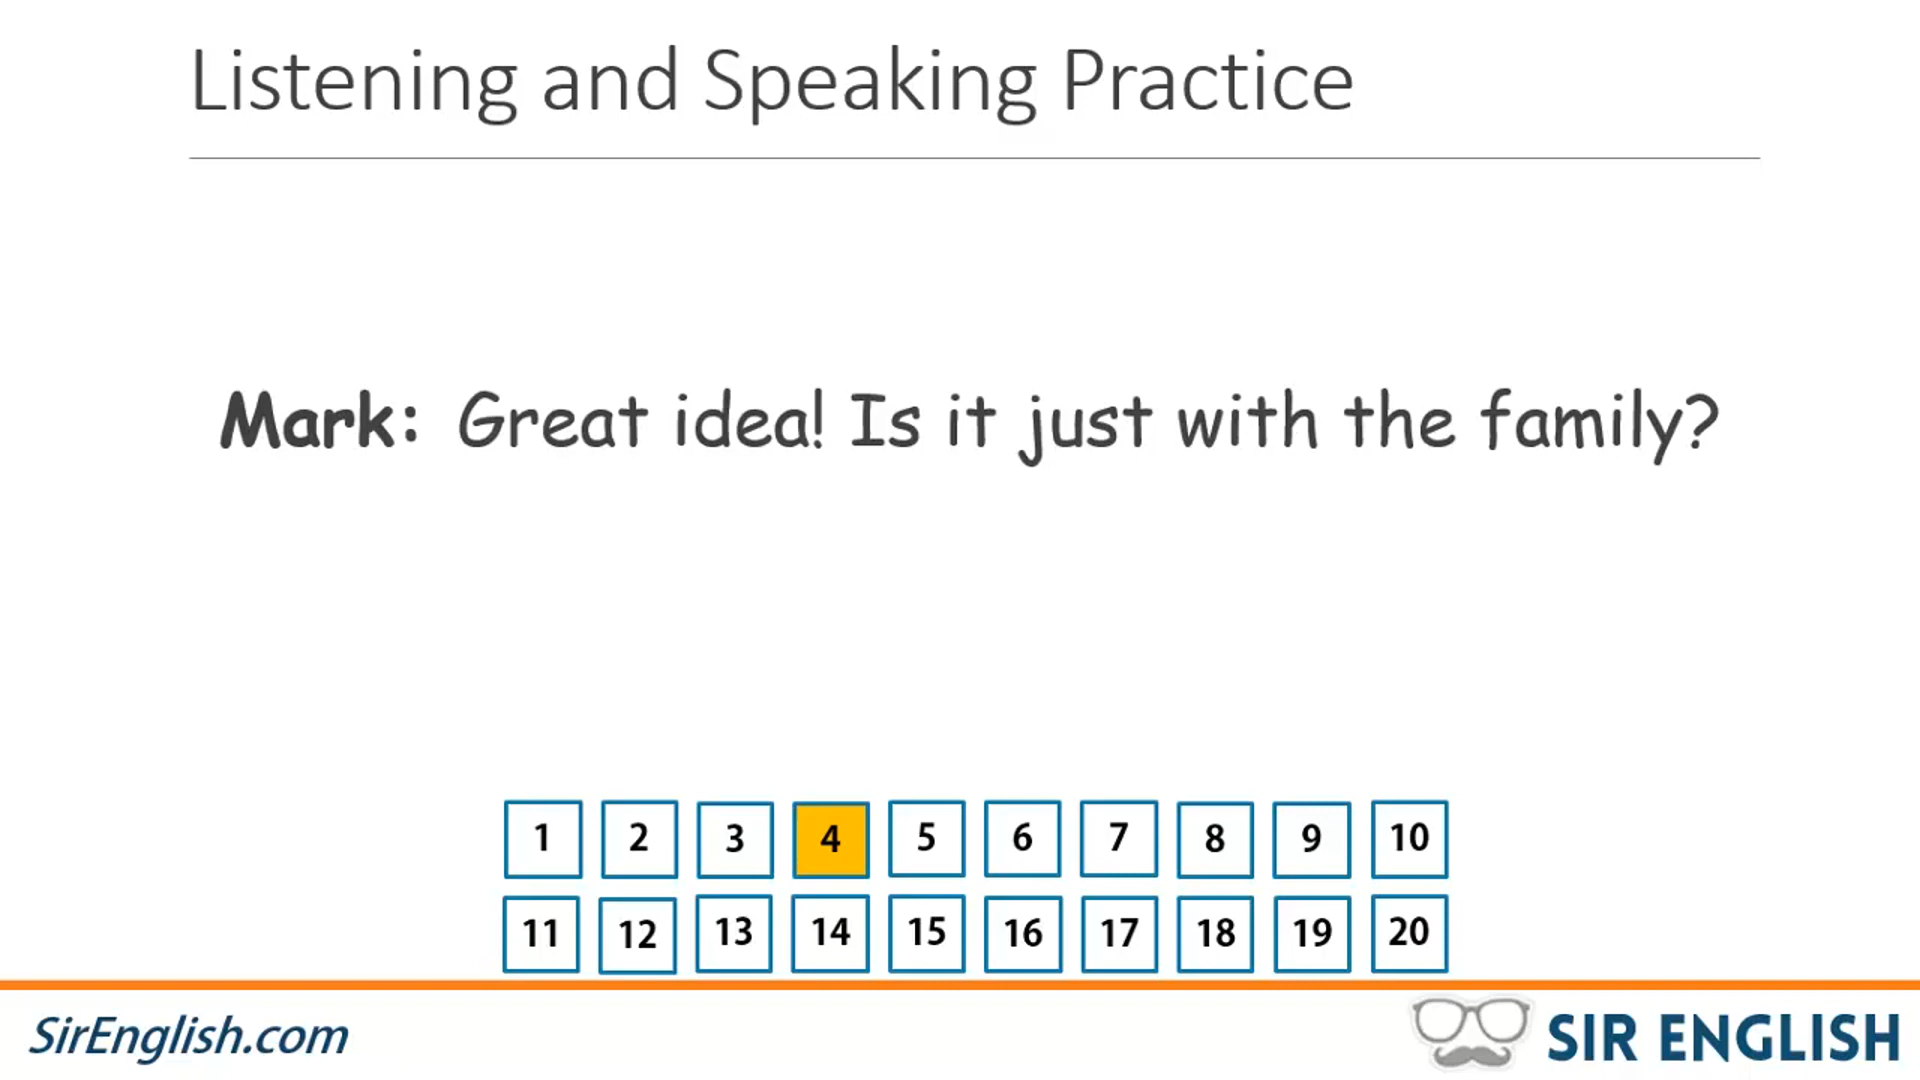 Listening and Speaking Practice
Mark: Great idea! Is it just with the family?
1 2 3 4 5 6 7 8 9 10
11 12 13 14 15 16 17 18 19 20
SirEnglish.com
SIR ENGLISH